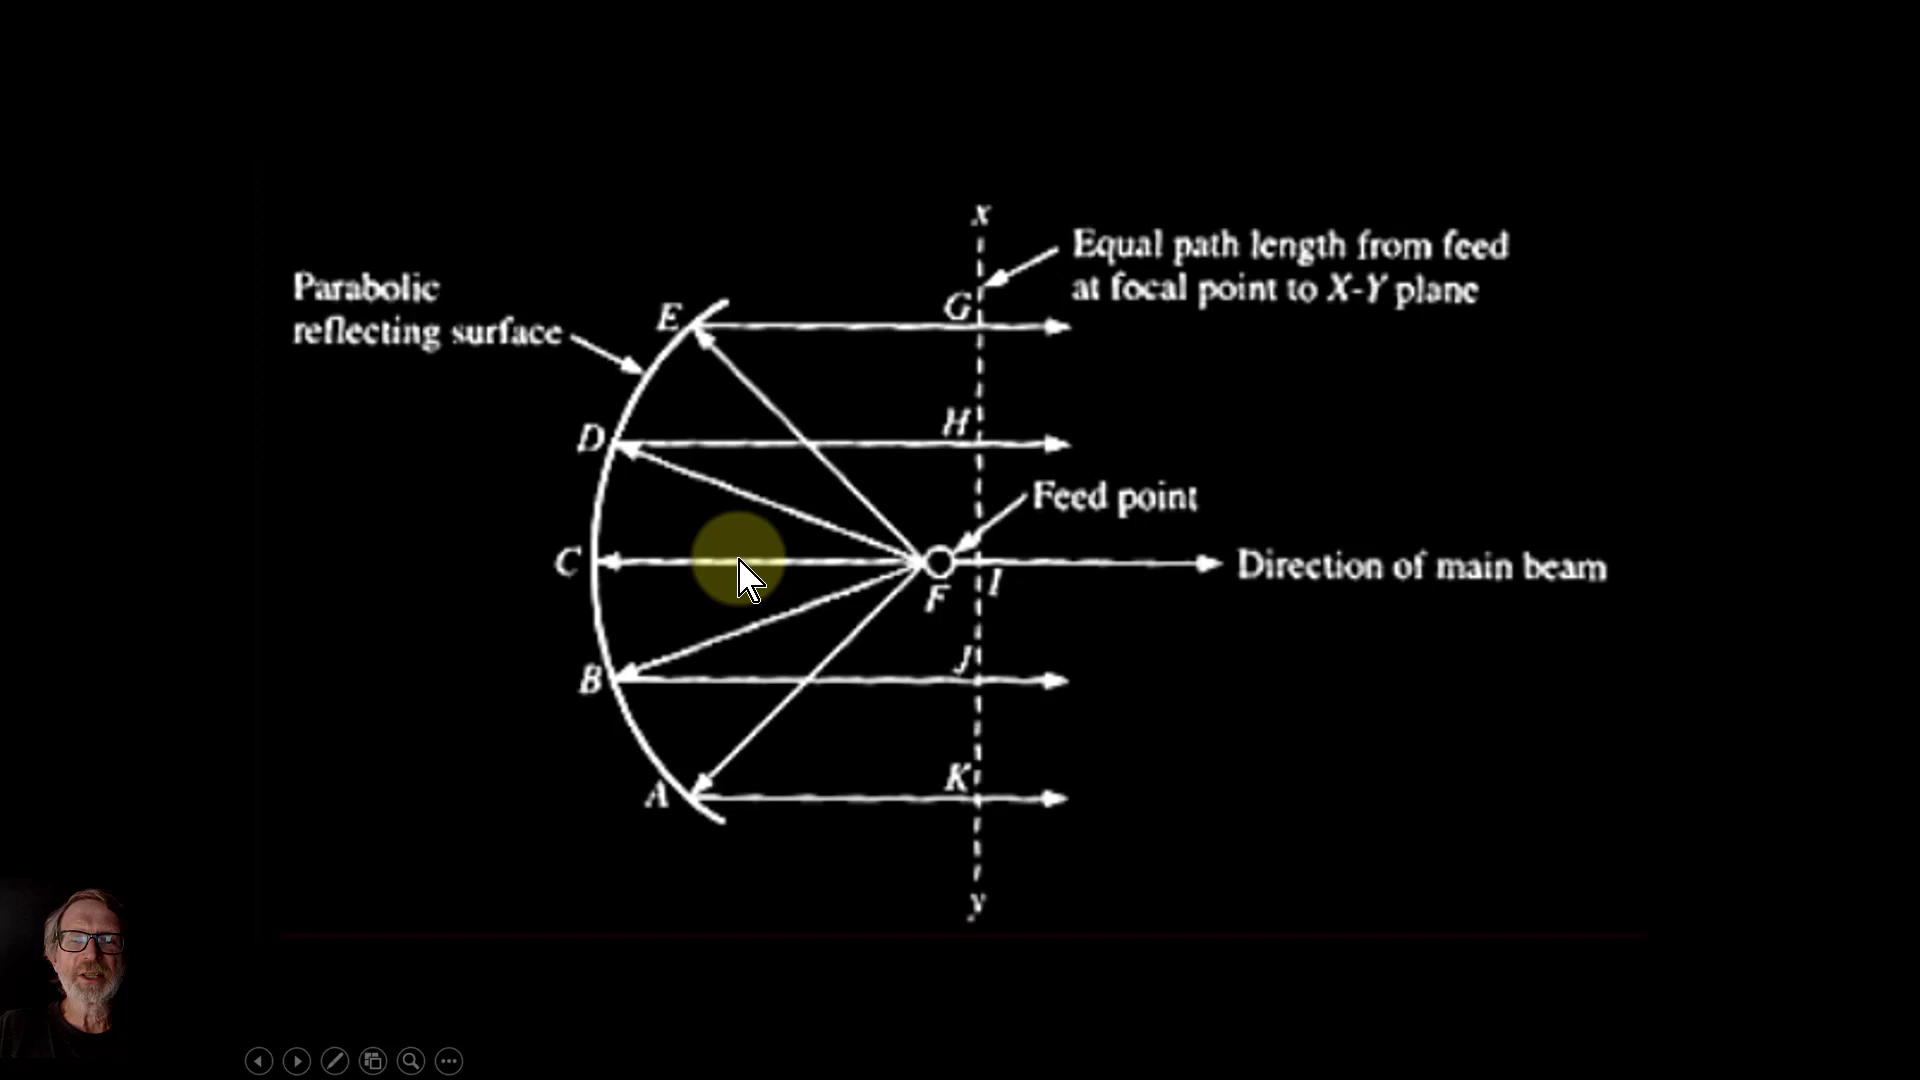 x
Equal path length from feed
at focal point to X-Y plane
Parabolic
reflecting surface
E
G
D
H
Feed point
C
F
I
Direction of main beam
B
J
A
K
y